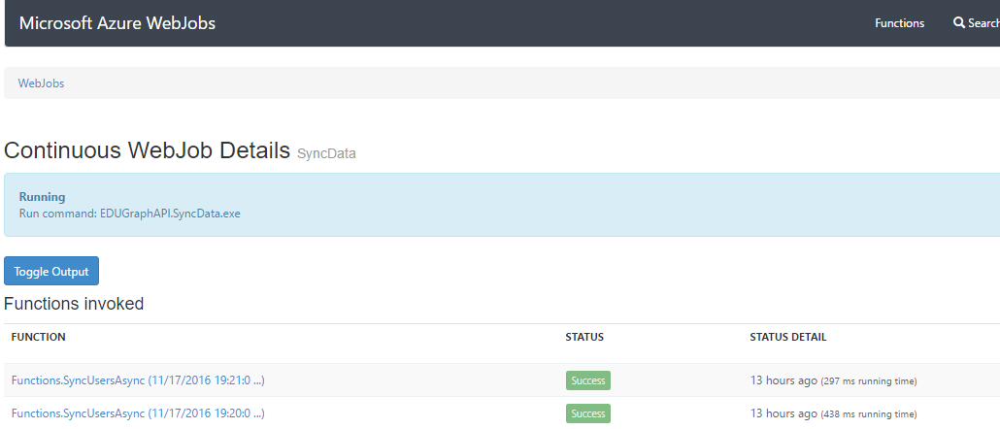 Microsoft Azure WebJobs Functions Search
WebJobs
Continuous WebJob Details SyncData
Running
Run command: EDUGraphAPI.SyncData.exe
Toggle Output
Functions invoked
FUNCTION STATUS STATUS DETAIL
Functions.SyncUsersAsync (11/17/2016 19:21:0 ...) Success 13 hours ago (297 ms running time)
Functions.SyncUsersAsync (11/17/2016 19:20:0 ...) Success 13 hours ago (438 ms running time)